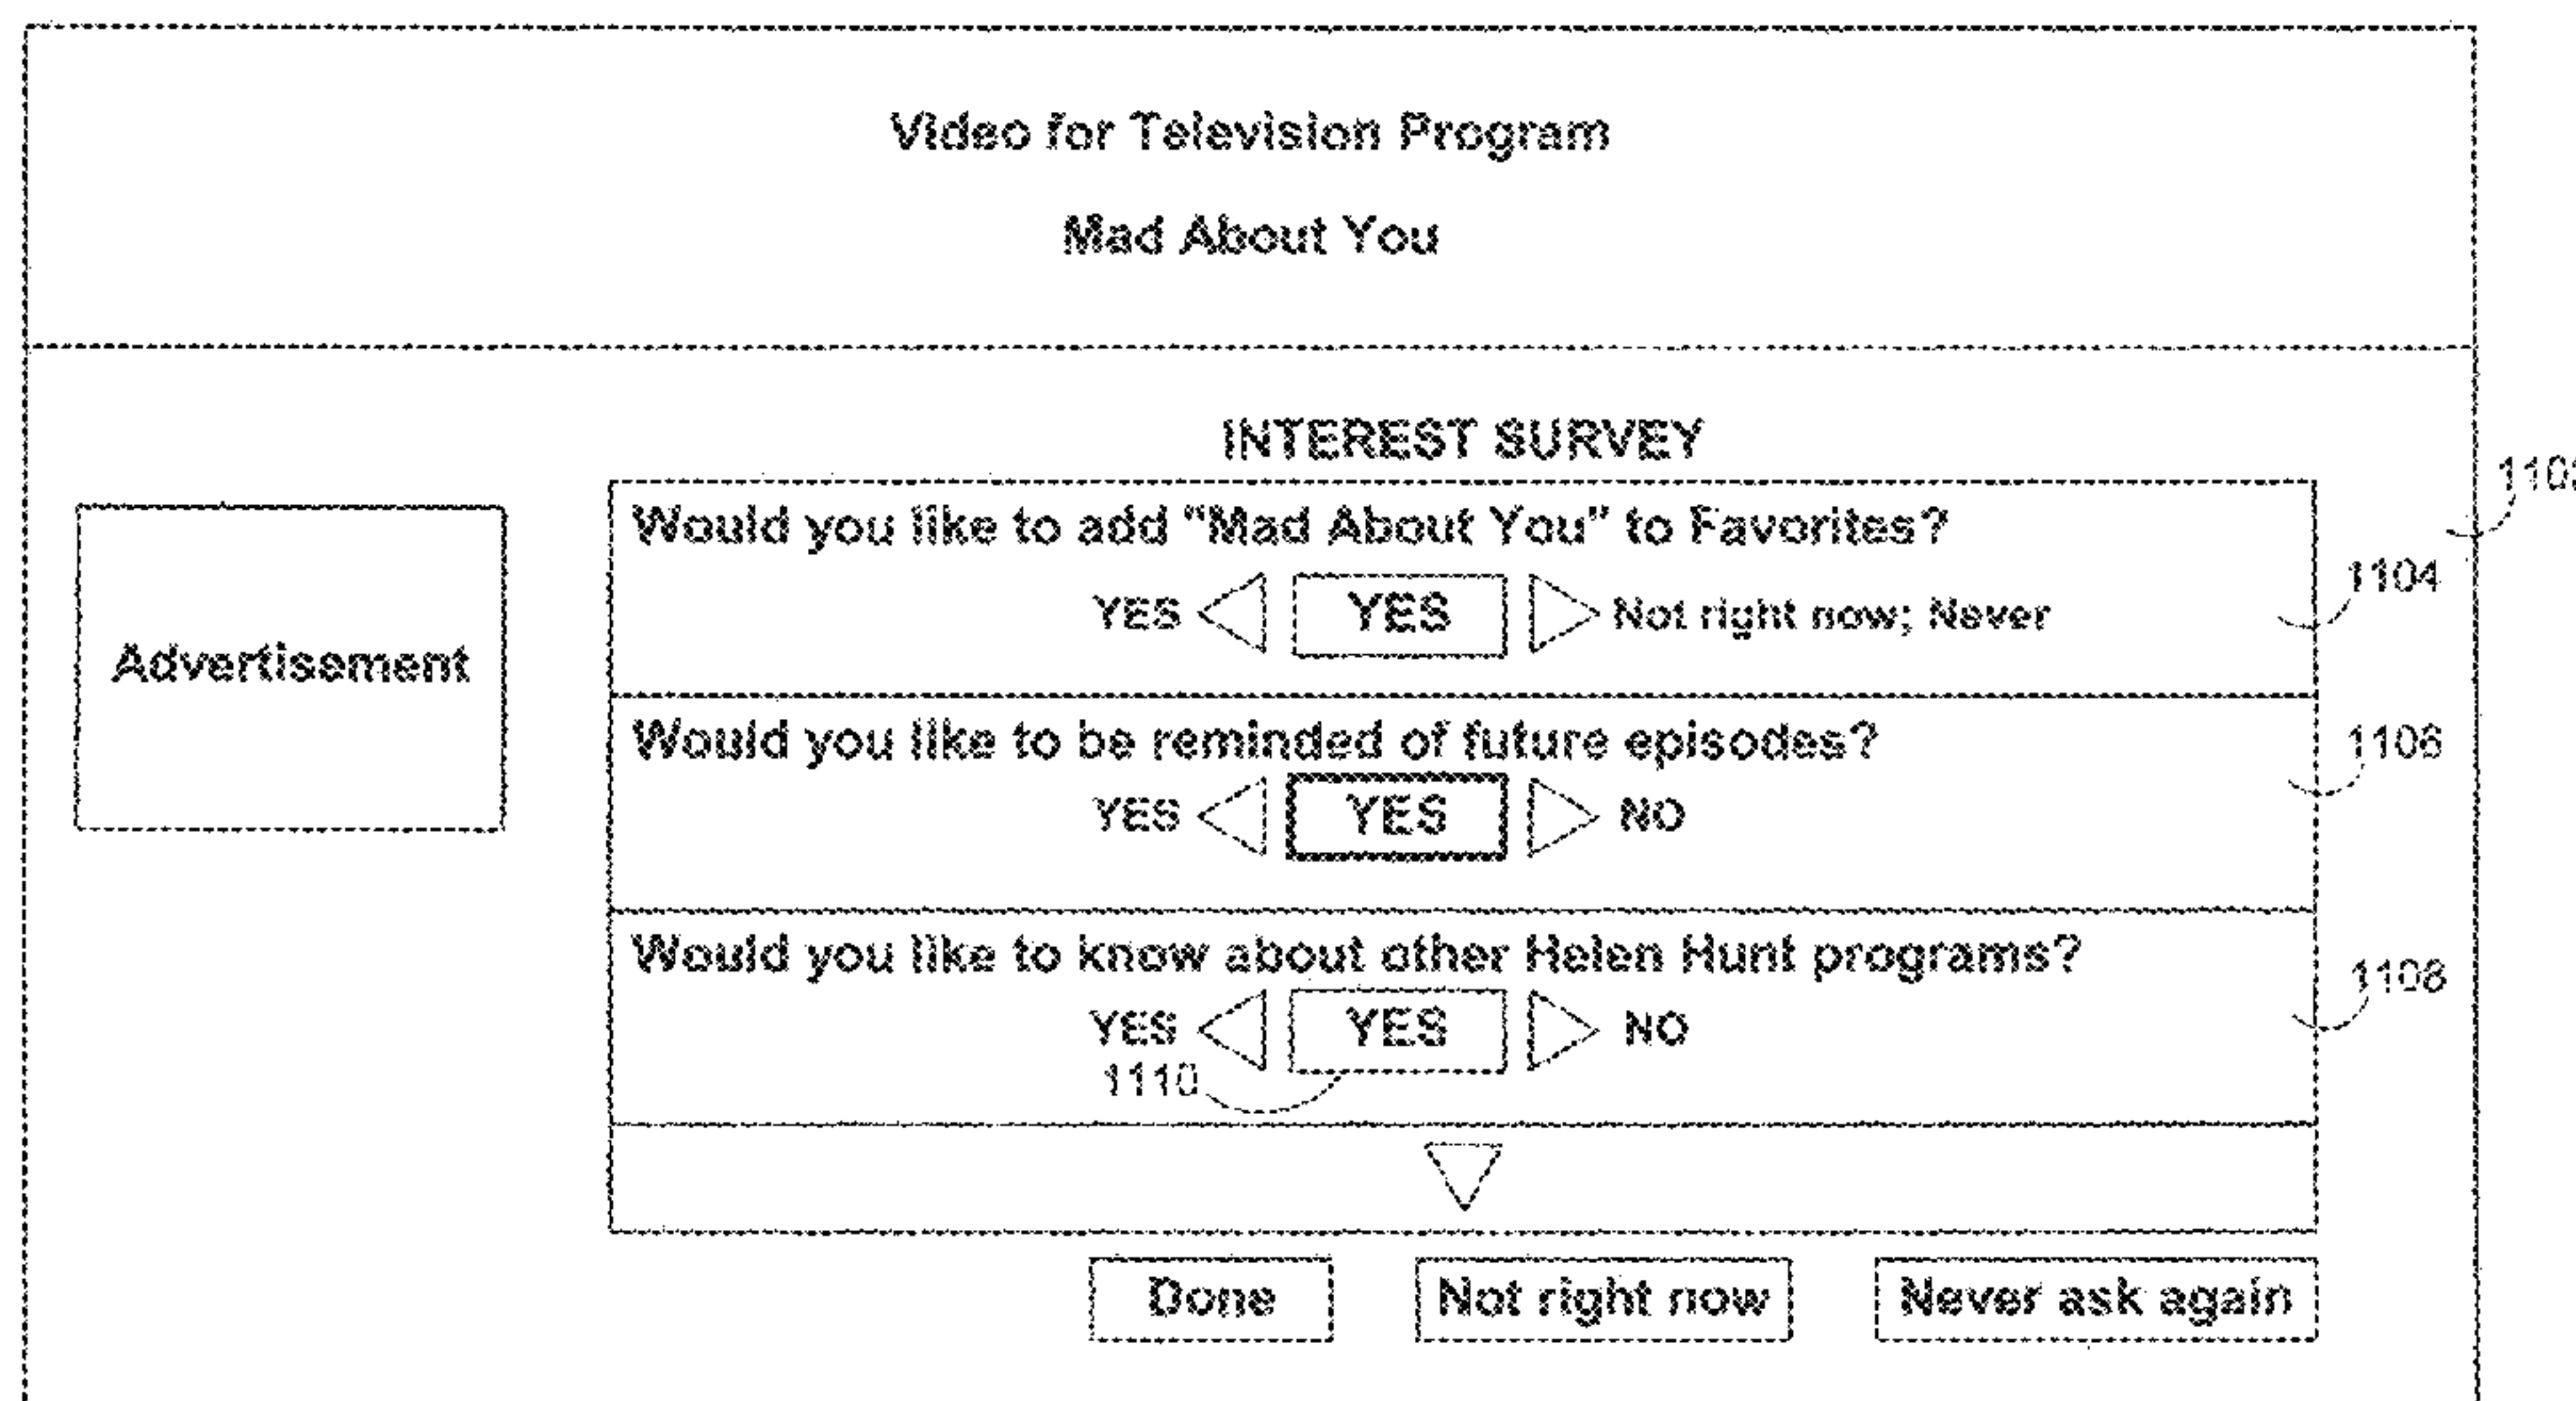 Video for Television Program
Mad About You
INTEREST SURVEY
Advertisement
Would you like to add "Mad About You" to Favorites?
YES YES Not right now; Never
1104
Would you like to be reminded of future episodes?
YES YES NO
1106
Would you like to know about other Helen Hunt programs?
YES YES NO
1108
1110
Done Not right now Never ask again